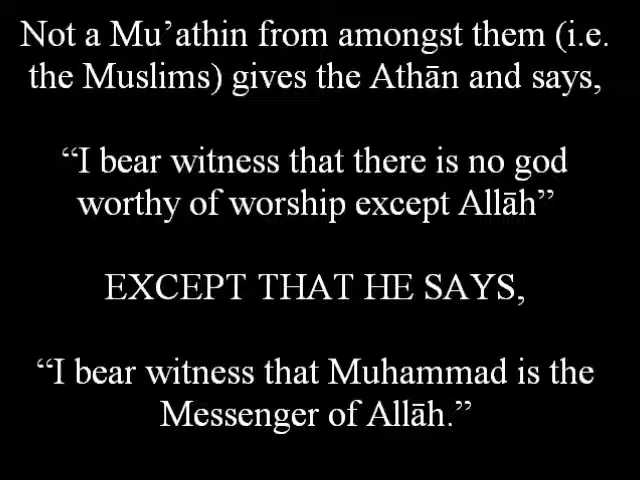 Not a Mu’athin from amongst them (i.e.
the Muslims) gives the Athān and says,
“I bear witness that there is no god
worthy of worship except Allāh”
EXCEPT THAT HE SAYS,
“I bear witness that Muhammad is the
Messenger of Allāh.”